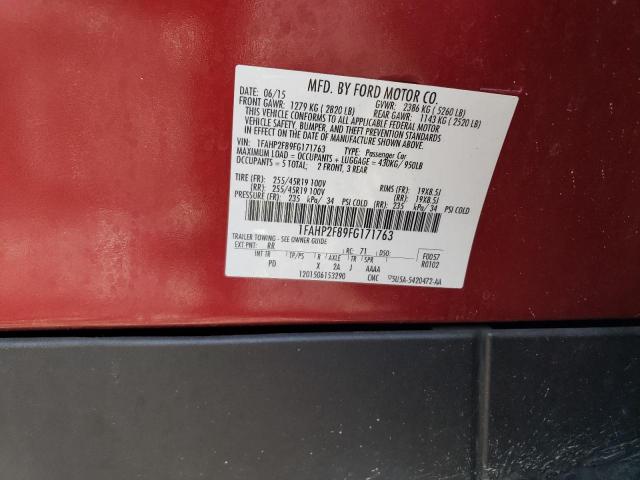 MFD. BY FORD MOTOR CO.
DATE: 06/15 GVWR: 2386 KG ( 5260 LB)
FRONT GAWR: 1279 KG ( 2820 LB) REAR GAWR: 1143 KG ( 2520 LB)
THIS VEHICLE CONFORMS TO ALL APPLICABLE FEDERAL MOTOR
VEHICLE SAFETY, BUMPER, AND THEFT PREVENTION STANDARDS
IN EFFECT ON THE DATE OF MANUFACTURE SHOWN ABOVE.
VIN: 1FAHP2F89FG171763 TYPE: Passenger Car
MAXIMUM LOAD = OCCUPANTS + LUGGAGE = 430KG/ 950LB
OCCUPANTS = 5 TOTAL; 2 FRONT, 3 REAR
TIRE (FR): 255/45R19 100V RIMS (FR): 19X8.5J
(RR): 255/45R19 100V (RR): 19X8.5J
PRESSURE (FR): 235 kPa/ 34 PSI COLD (RR): 235 kPa/ 34 PSI COLD
1FAHP2F89FG171763
TRAILER TOWING - SEE OWNER GUIDE
EXT PNT: RR RC: 71 DSO: F0057
INT TR TP/PS R AXLE TR SPR R0102
PD X 2A J AAAA
1201506153290 CMC 5U5A-5420472-AA